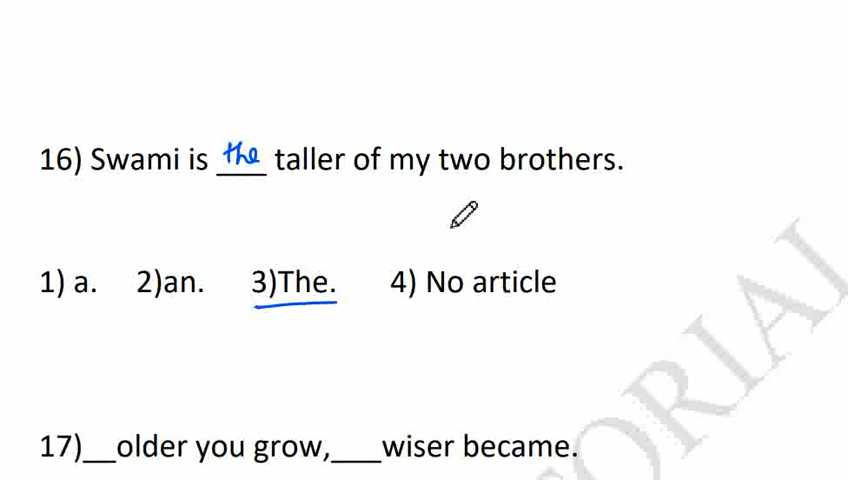 16) Swami is the taller of my two brothers.
1) a. 2)an. 3)The. 4) No article
17)__older you grow,___wiser became.
TORIAL